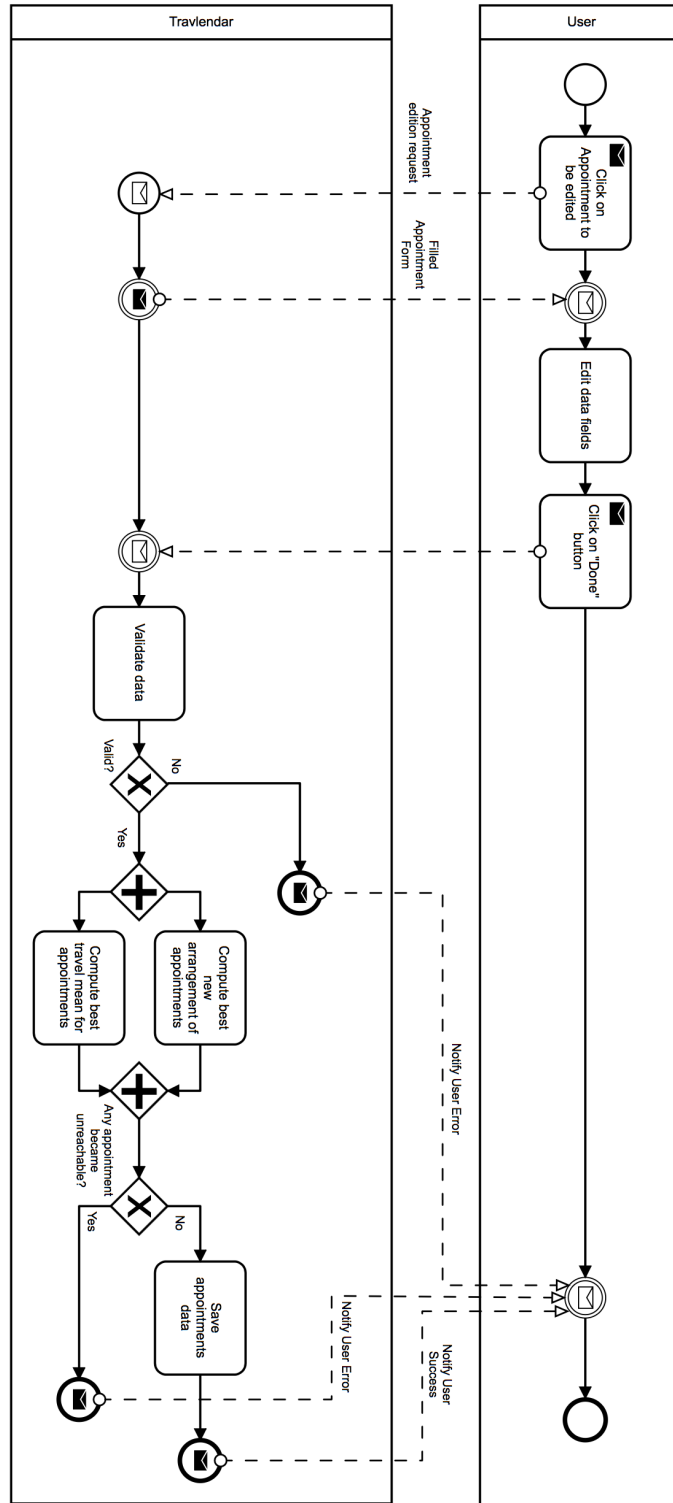 User
Click on
Appointment to
be edited
Edit data fields
Click on "Done"
button
Appointment
edition request
Filled
Appointment
Form
Notify User Error
Notify User Error
Notify User
Success
Travlendar
Validate data
Valid?
No
Yes
Compute best
new
arrangement of
appointments
Compute best
travel mean for
appointments
Any appointment
became
unreachable?
No
Yes
Save
appointments
data